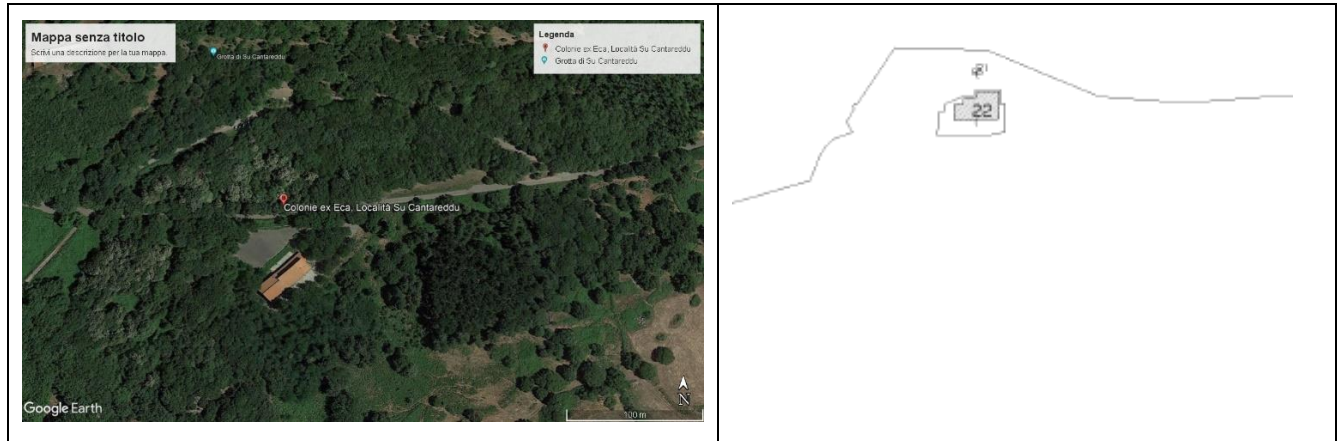 Mappa senza titolo
Scrivi una descrizione per la tua mappa.
Legenda
Colonie ex Eca, Località Su Cantareddu
Grotta di Su Cantareddu
Grotta di Su Cantareddu
Colonie ex Eca, Località Su Cantareddu
N
Google Earth
100 m
22